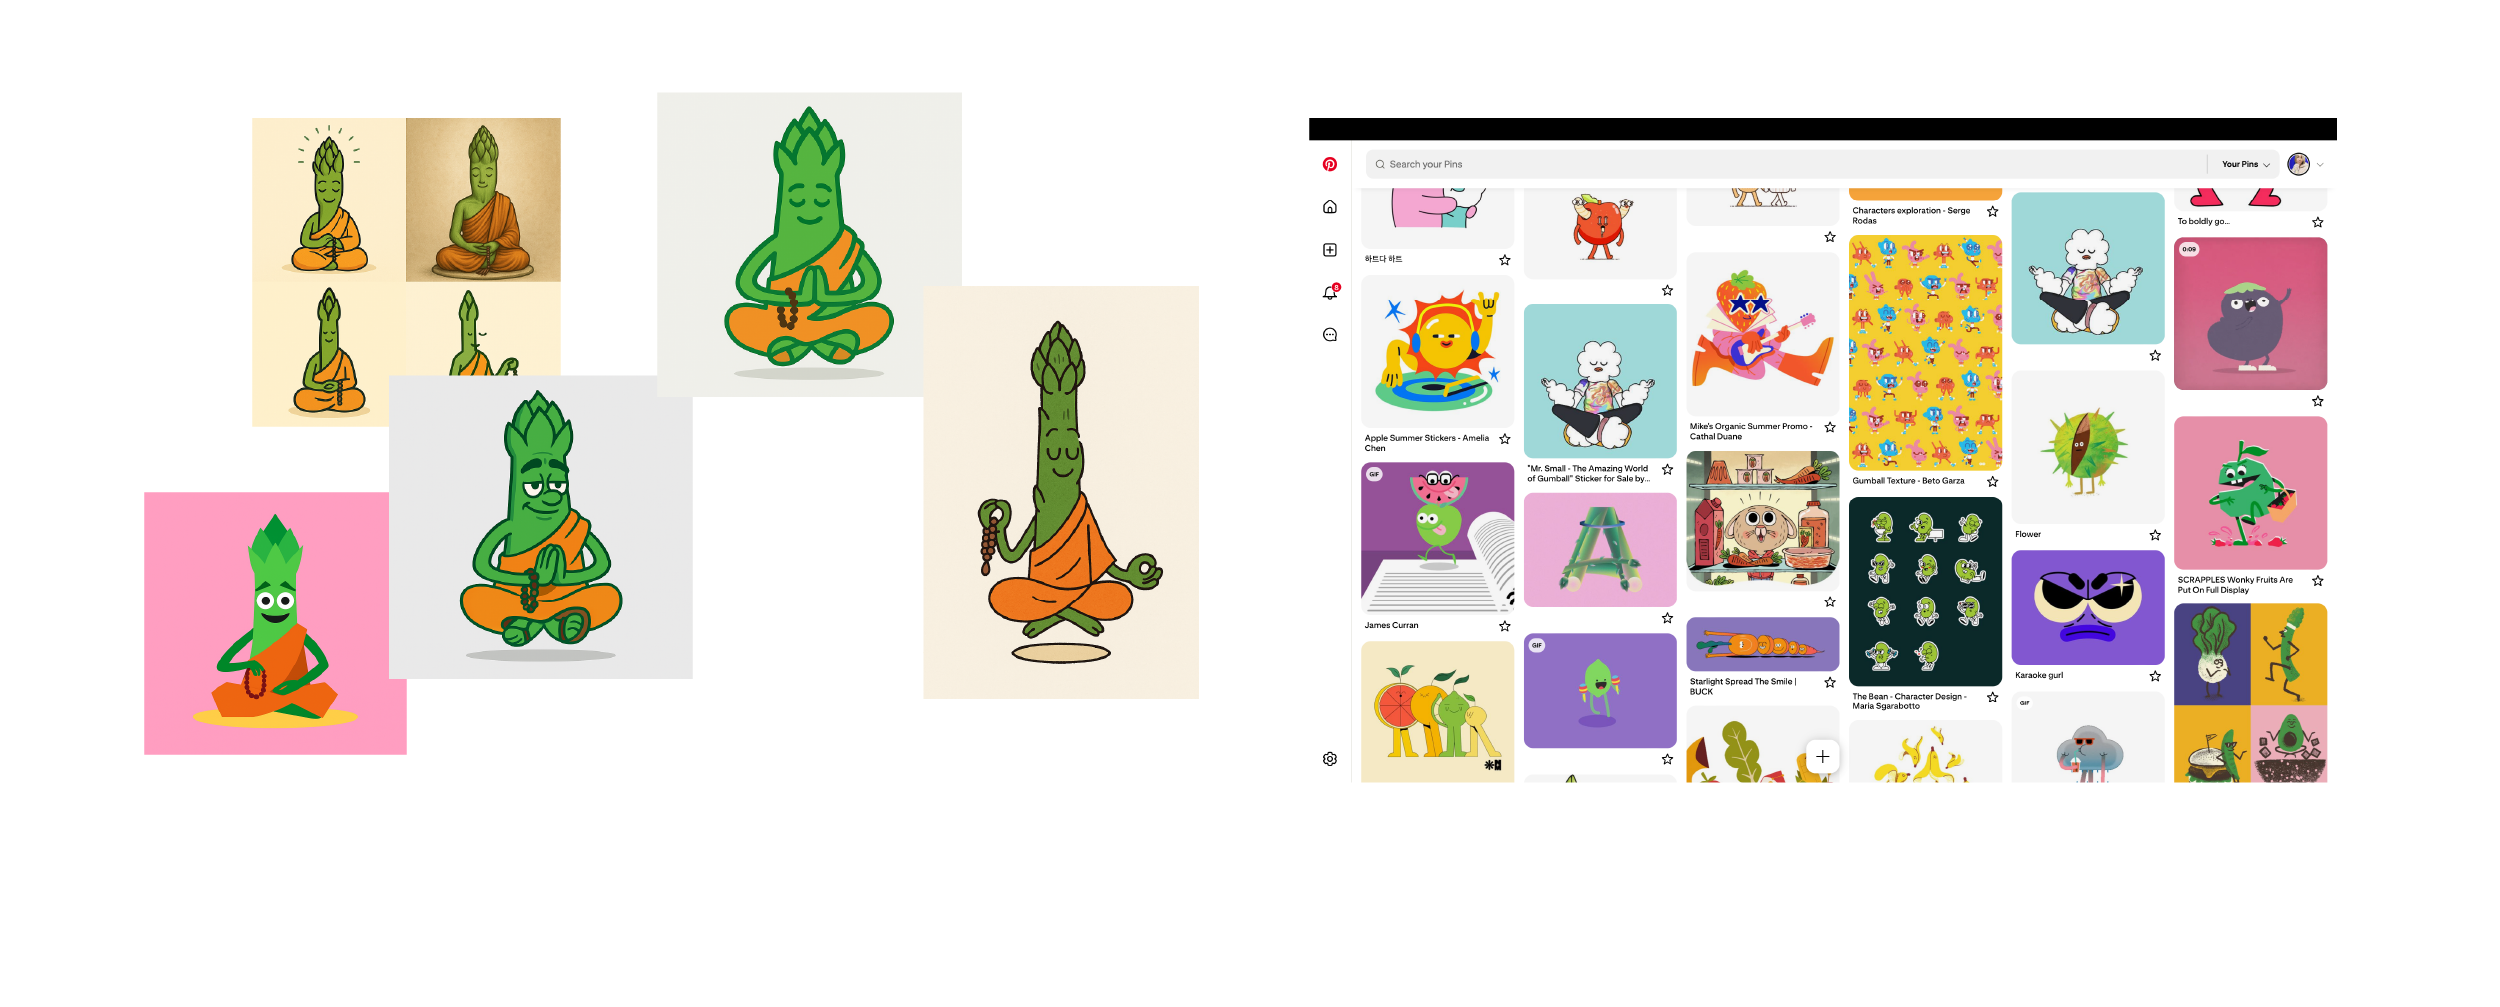 Search your Pins
Your Pins
8
하트다 하트
Apple Summer Stickers - Amelia
Chen
GIF
James Curran
"Mr. Small - The Amazing World
of Gumball" Sticker for Sale by...
GIF
Mike's Organic Summer Promo -
Cathal Duane
Starlight Spread The Smile |
BUCK
Characters exploration - Serge
Rodas
Gumball Texture - Beto Garza
The Bean - Character Design -
Maria Sgarabotto
Flower
Karaoke gurl
GIF
To boldly go...
0:09
SCRAPPLES Wonky Fruits Are
Put On Full Display